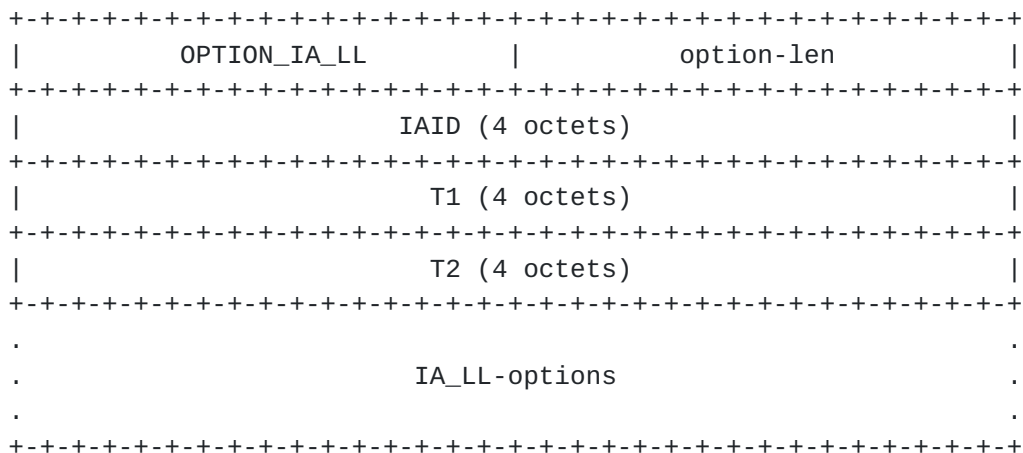 +-+-+-+-+-+-+-+-+-+-+-+-+-+-+-+-+-+-+-+-+-+-+-+-+-+-+-+-+-+-+-+-+
|          OPTION_IA_LL         |          option-len           |
+-+-+-+-+-+-+-+-+-+-+-+-+-+-+-+-+-+-+-+-+-+-+-+-+-+-+-+-+-+-+-+-+
|                        IAID (4 octets)                        |
+-+-+-+-+-+-+-+-+-+-+-+-+-+-+-+-+-+-+-+-+-+-+-+-+-+-+-+-+-+-+-+-+
|                          T1 (4 octets)                        |
+-+-+-+-+-+-+-+-+-+-+-+-+-+-+-+-+-+-+-+-+-+-+-+-+-+-+-+-+-+-+-+-+
|                          T2 (4 octets)                        |
+-+-+-+-+-+-+-+-+-+-+-+-+-+-+-+-+-+-+-+-+-+-+-+-+-+-+-+-+-+-+-+-+
.                                                               .
.                         IA_LL-options                         .
.                                                               .
+-+-+-+-+-+-+-+-+-+-+-+-+-+-+-+-+-+-+-+-+-+-+-+-+-+-+-+-+-+-+-+-+